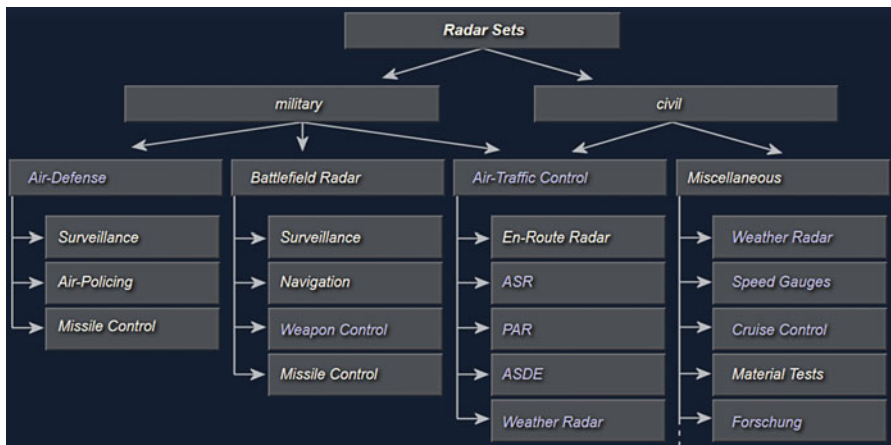 Radar Sets
military
civil
Air-Defense
Battlefield Radar
Air-Traffic Control
Miscellaneous
Surveillance
Air-Policing
Missile Control
Surveillance
Navigation
Weapon Control
Missile Control
En-Route Radar
ASR
PAR
ASDE
Weather Radar
Weather Radar
Speed Gauges
Cruise Control
Material Tests
Forschung